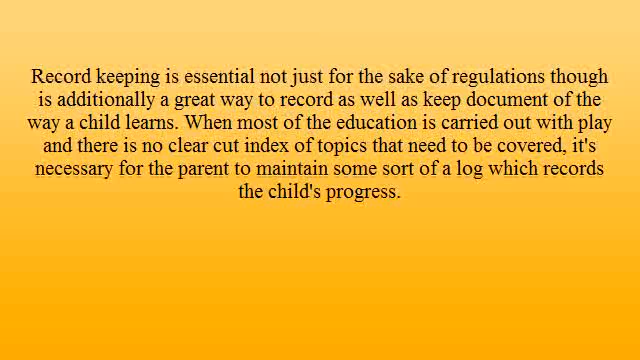 Record keeping is essential not just for the sake of regulations though
is additionally a great way to record as well as keep document of the
way a child learns. When most of the education is carried out with play
and there is no clear cut index of topics that need to be covered, it's
necessary for the parent to maintain some sort of a log which records
the child's progress.